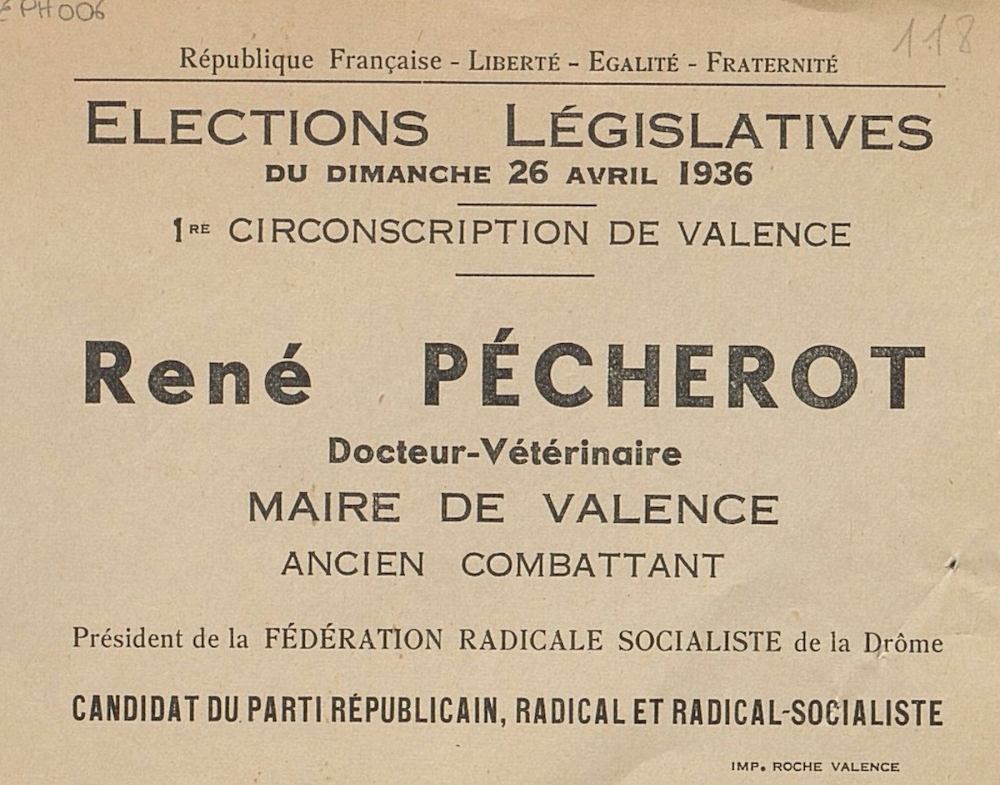 PH006
118
République Française - LIBERTÉ - EGALITÉ - FRATERNITÉ
ELECTIONS LÉGISLATIVES
DU DIMANCHE 26 AVRIL 1936
1RE CIRCONSCRIPTION DE VALENCE
René PÉCHEROT
Docteur-Vétérinaire
MAIRE DE VALENCE
ANCIEN COMBATTANT
Président de la FÉDÉRATION RADICALE SOCIALISTE de la Drôme
CANDIDAT DU PARTI RÉPUBLICAIN, RADICAL ET RADICAL-SOCIALISTE
IMP. ROCHE VALENCE